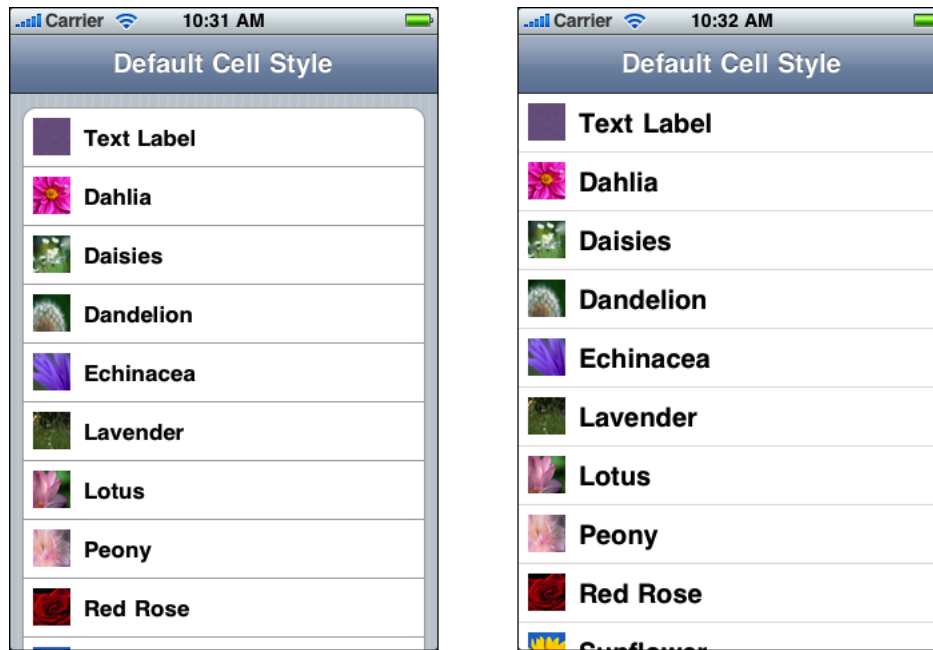 Carrier 10:31 AM
Default Cell Style
Text Label
Dahlia
Daisies
Dandelion
Echinacea
Lavender
Lotus
Peony
Red Rose
Carrier 10:32 AM
Default Cell Style
Text Label
Dahlia
Daisies
Dandelion
Echinacea
Lavender
Lotus
Peony
Red Rose
Sunflower